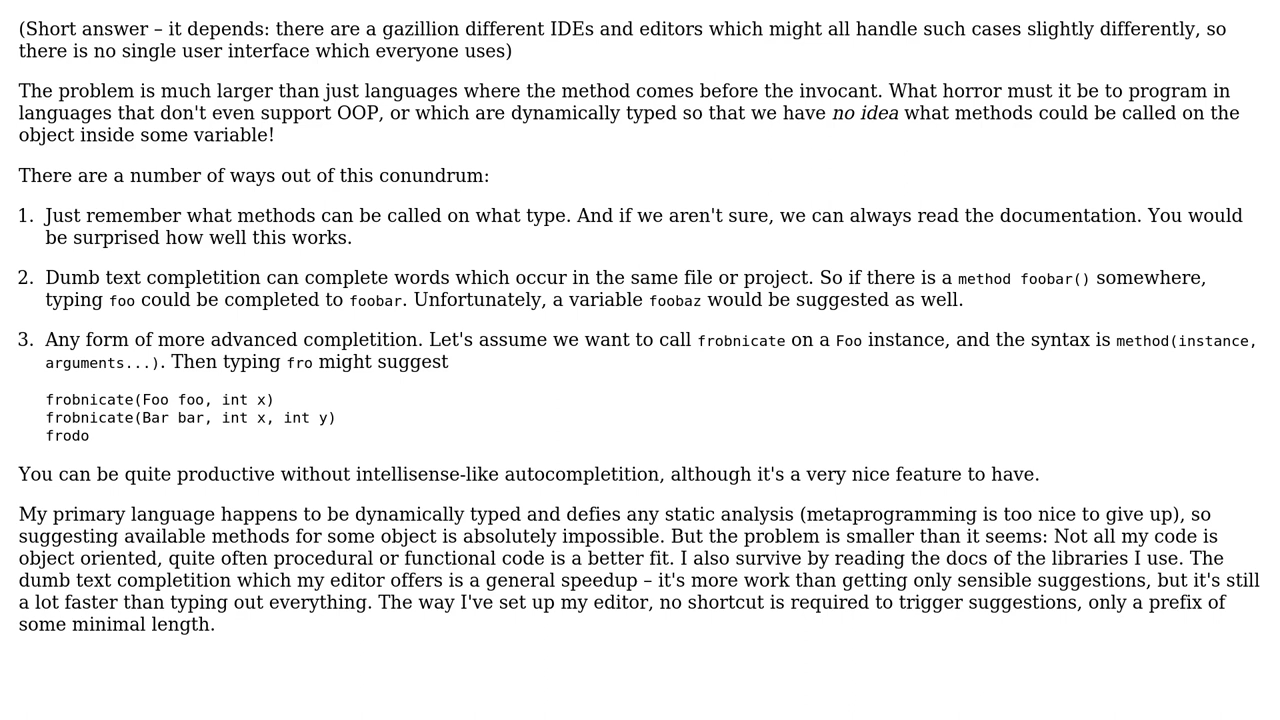 (Short answer – it depends: there are a gazillion different IDEs and editors which might all handle such cases slightly differently, so
there is no single user interface which everyone uses)
The problem is much larger than just languages where the method comes before the invocant. What horror must it be to program in
languages that don't even support OOP, or which are dynamically typed so that we have no idea what methods could be called on the
object inside some variable!
There are a number of ways out of this conundrum:
1. Just remember what methods can be called on what type. And if we aren't sure, we can always read the documentation. You would
be surprised how well this works.
2. Dumb text completition can complete words which occur in the same file or project. So if there is a method foobar() somewhere,
typing foo could be completed to foobar. Unfortunately, a variable foobaz would be suggested as well.
3. Any form of more advanced completition. Let's assume we want to call frobnicate on a Foo instance, and the syntax is method(instance,
arguments...). Then typing fro might suggest
frobnicate(Foo foo, int x)
frobnicate(Bar bar, int x, int y)
frodo
You can be quite productive without intellisense-like autocompletition, although it's a very nice feature to have.
My primary language happens to be dynamically typed and defies any static analysis (metaprogramming is too nice to give up), so
suggesting available methods for some object is absolutely impossible. But the problem is smaller than it seems: Not all my code is
object oriented, quite often procedural or functional code is a better fit. I also survive by reading the docs of the libraries I use. The
dumb text completition which my editor offers is a general speedup – it's more work than getting only sensible suggestions, but it's still
a lot faster than typing out everything. The way I've set up my editor, no shortcut is required to trigger suggestions, only a prefix of
some minimal length.